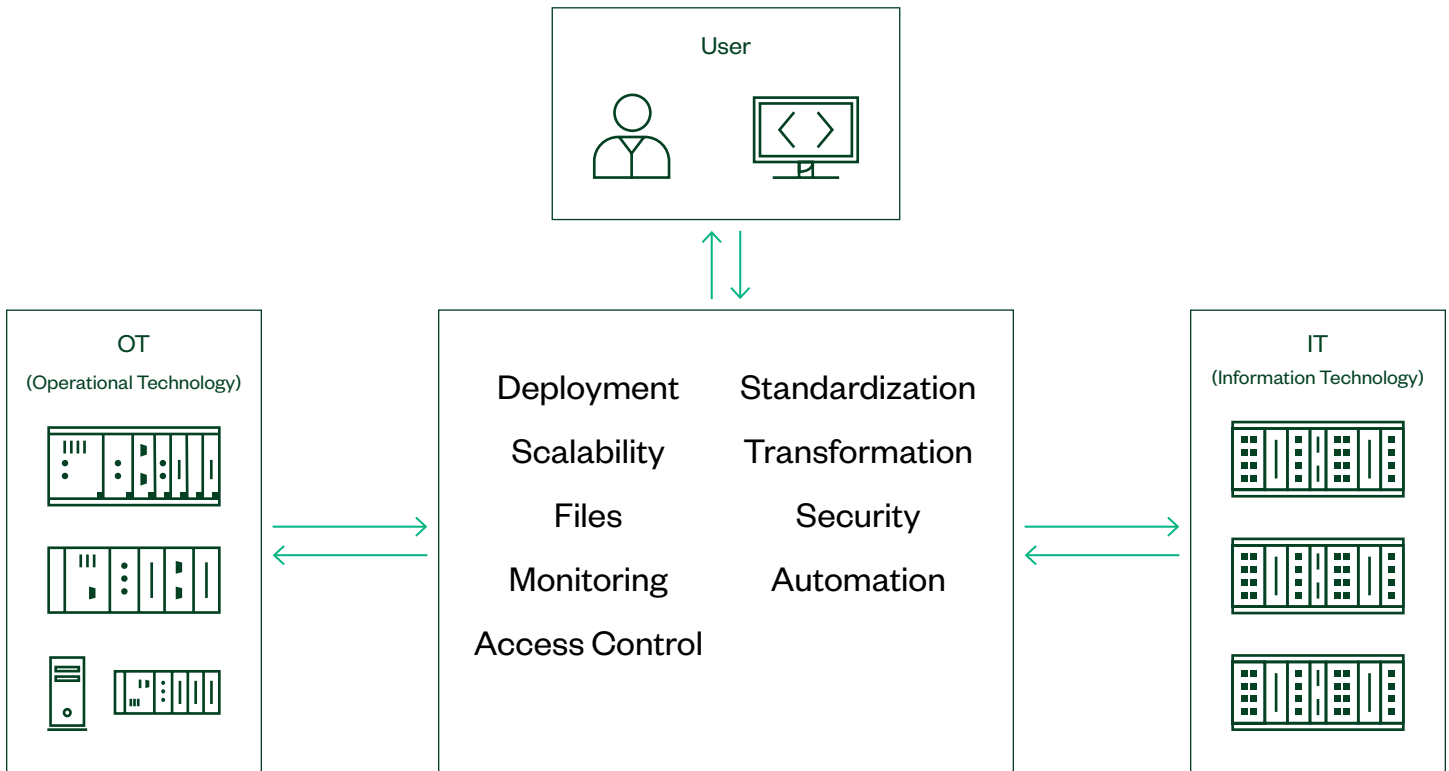 User
OT
(Operational Technology)
Deployment
Scalability
Files
Monitoring
Access Control
Standardization
Transformation
Security
Automation
IT
(Information Technology)